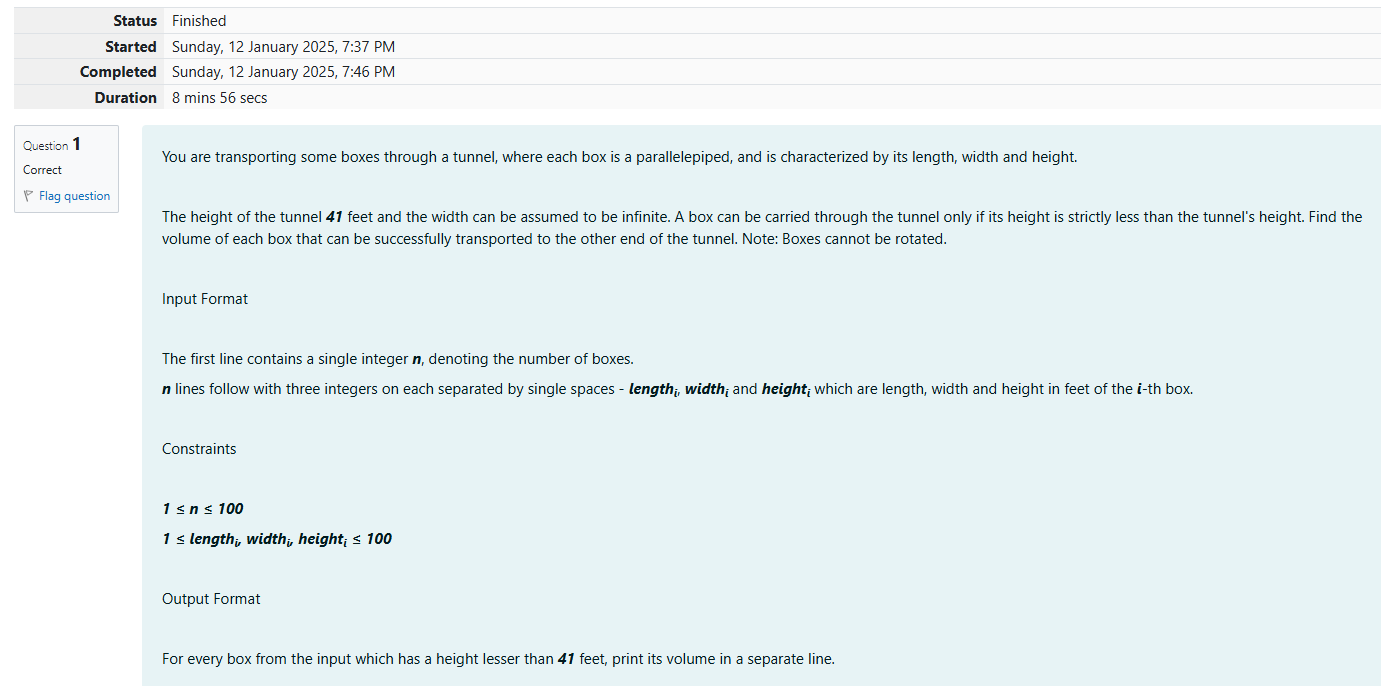 Status Finished
Started Sunday, 12 January 2025, 7:37 PM
Completed Sunday, 12 January 2025, 7:46 PM
Duration 8 mins 56 secs
Question 1
Correct
Flag question
You are transporting some boxes through a tunnel, where each box is a parallelepiped, and is characterized by its length, width and height.
The height of the tunnel 41 feet and the width can be assumed to be infinite. A box can be carried through the tunnel only if its height is strictly less than the tunnel's height. Find the
volume of each box that can be successfully transported to the other end of the tunnel. Note: Boxes cannot be rotated.
Input Format
The first line contains a single integer n, denoting the number of boxes.
n lines follow with three integers on each separated by single spaces - lengthᵢ, widthᵢ and heightᵢ which are length, width and height in feet of the i-th box.
Constraints
1 ≤ n ≤ 100
1 ≤ lengthᵢ, widthᵢ, heightᵢ ≤ 100
Output Format
For every box from the input which has a height lesser than 41 feet, print its volume in a separate line.